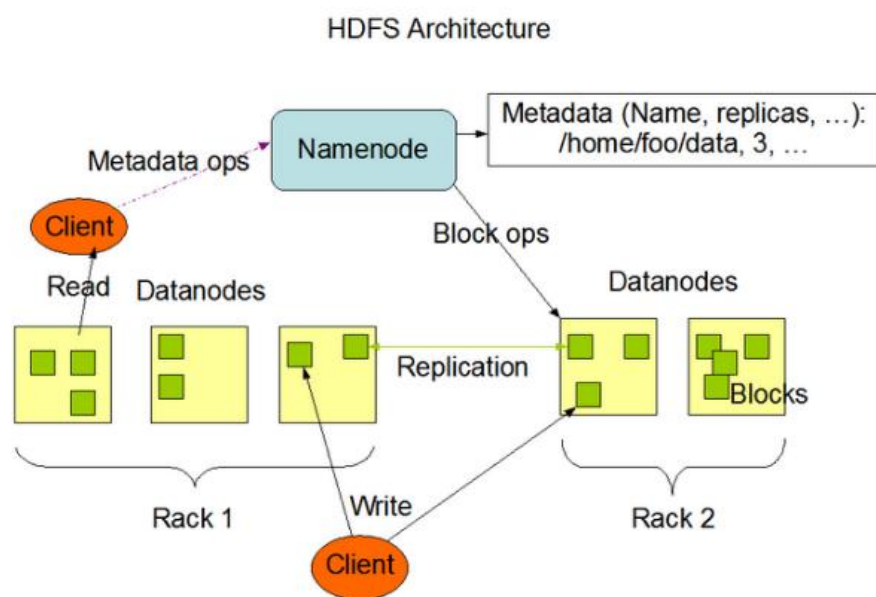 HDFS Architecture
Metadata (Name, replicas, …):
/home/foo/data, 3, …
Namenode
Metadata ops
Client
Block ops
Read
Datanodes
Datanodes
Replication
Blocks
Rack 1
Write
Rack 2
Client